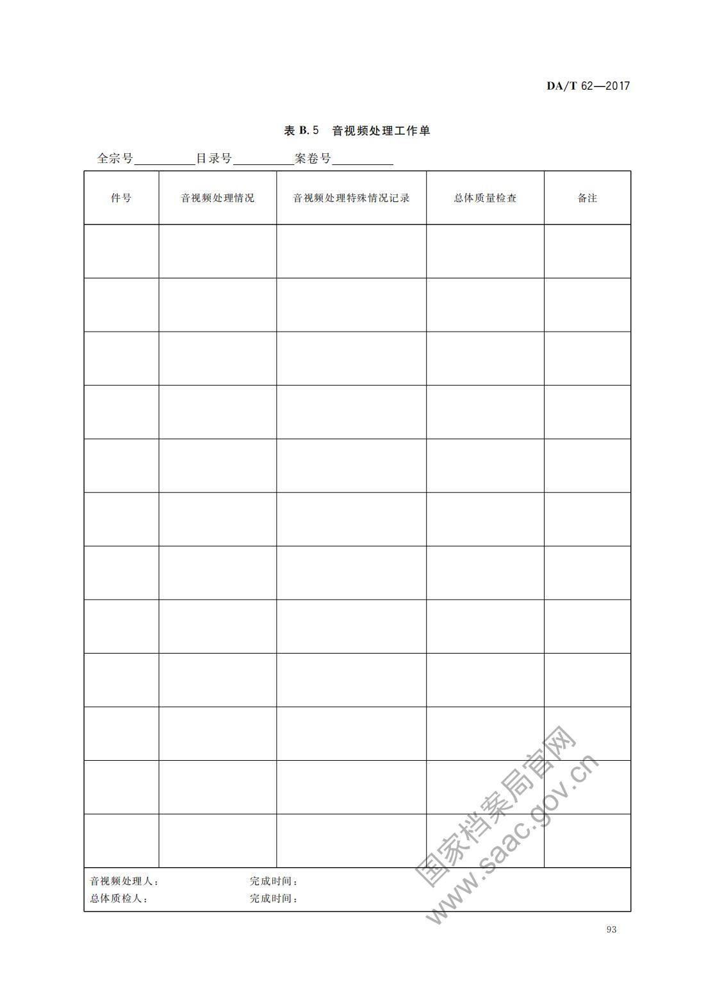 DA/T 62—2017
表 B.5 音视频处理工作单
全宗号__________目录号__________案卷号__________
件号 音视频处理情况 音视频处理特殊情况记录 总体质量检查 备注
音视频处理人： 完成时间：
总体质检人： 完成时间：
国家档案局官网
www.saac.gov.cn
93